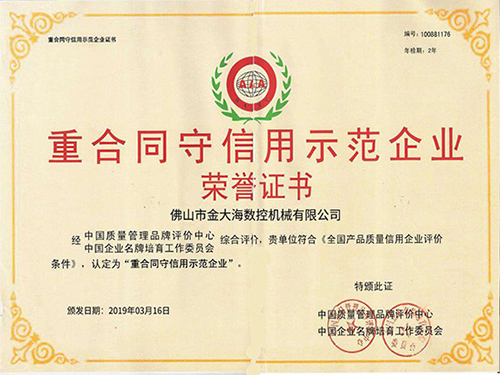 重合同守信用示范企业证书
编号：100881176
年检期：2年
AAA
重合同守信用示范企业
荣誉证书
佛山市金大海数控机械有限公司
经 中国质量管理品牌评价中心 中国企业名牌培育工作委员会 综合评价，贵单位符合《全国产品质量信用企业评价
条件》，认定为“重合同守信用示范企业”。
特颁此证
颁发日期：2019年03月16日
中国质量管理品牌评价中心
中国企业名牌培育工作委员会